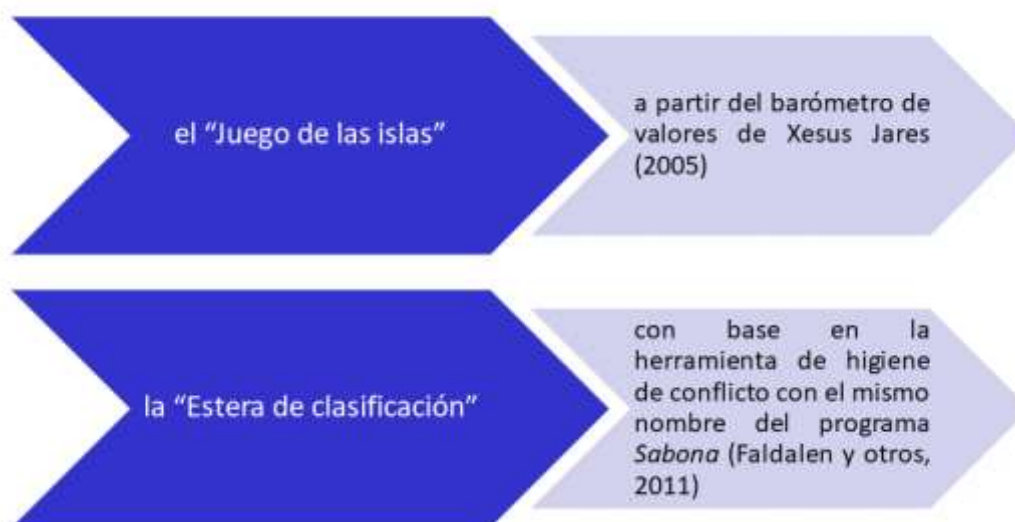 el “Juego de las islas”
a partir del barómetro de
valores de Xesus Jares
(2005)
la “Estera de clasificación”
con base en la
herramienta de higiene
de conflicto con el mismo
nombre del programa
Sabona (Faldalen y otros,
2011)